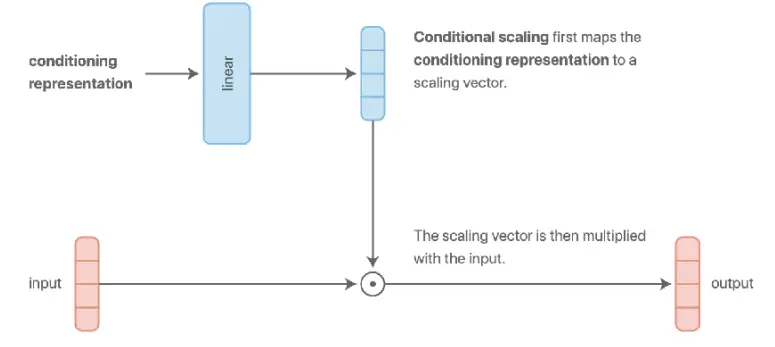 conditioning
representation
linear
Conditional scaling first maps the
conditioning representation to a
scaling vector.
The scaling vector is then multiplied
with the input.
input
output